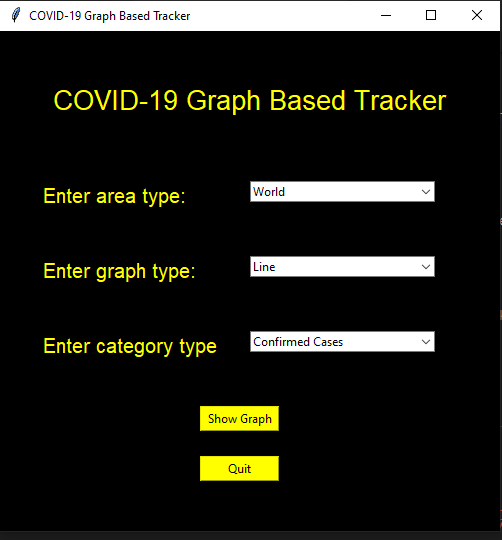 COVID-19 Graph Based Tracker
COVID-19 Graph Based Tracker
Enter area type: World
Enter graph type: Line
Enter category type Confirmed Cases
Show Graph
Quit